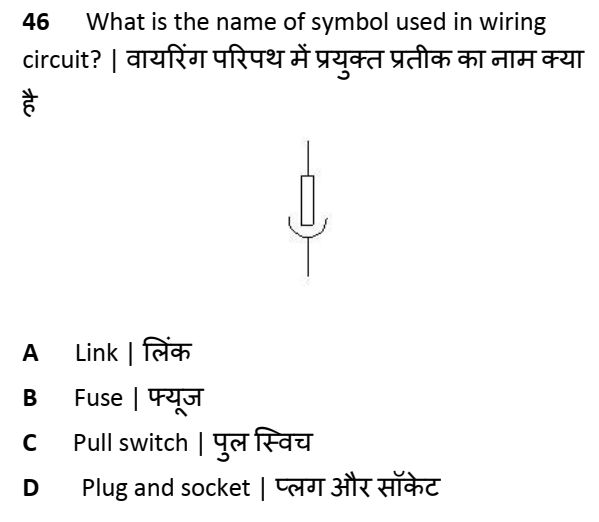 46 What is the name of symbol used in wiring
circuit? | वायरिंग परिपथ में प्रयुक्त प्रतीक का नाम क्या
है
A Link | लिंक
B Fuse | फ्यूज
C Pull switch | पुल स्विच
D Plug and socket | प्लग और सॉकेट